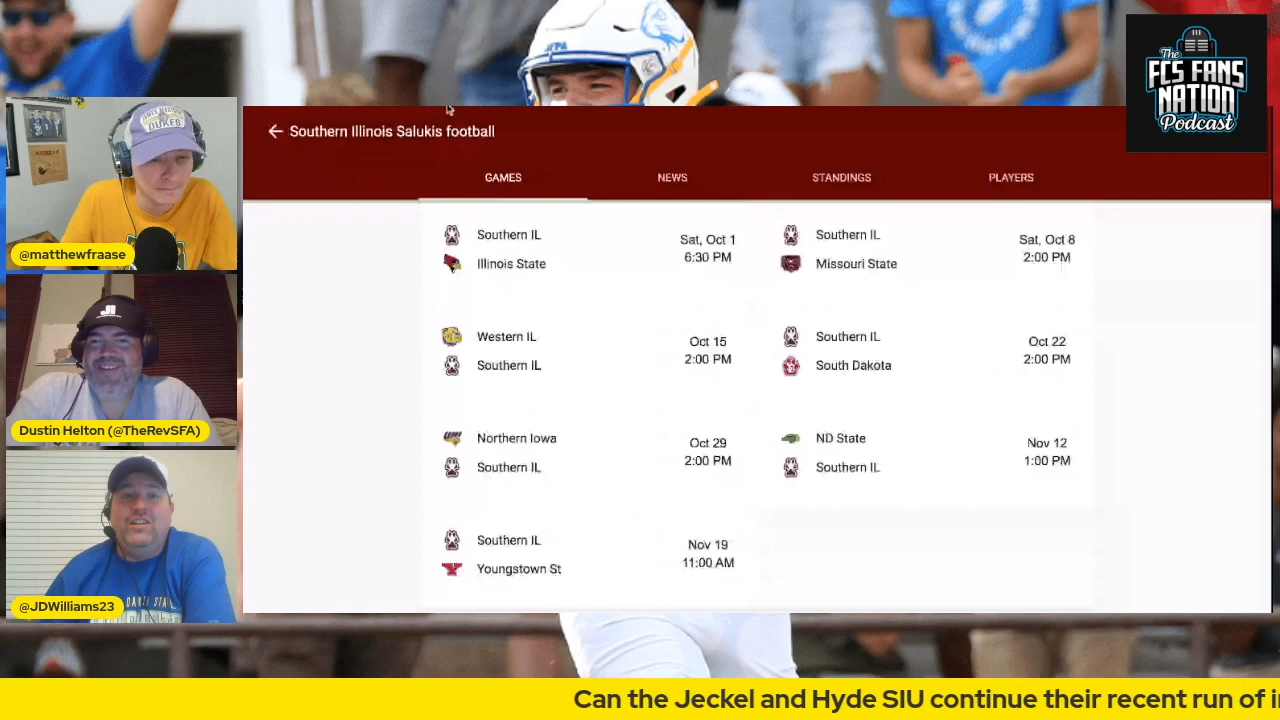 The
FCS FANS
NATION
Podcast
Southern Illinois Salukis football
GAMES
NEWS
STANDINGS
PLAYERS
Southern IL
Illinois State
Sat, Oct 1
6:30 PM
Southern IL
Missouri State
Sat, Oct 8
2:00 PM
Western IL
Southern IL
Oct 15
2:00 PM
Southern IL
South Dakota
Oct 22
2:00 PM
Northern Iowa
Southern IL
Oct 29
2:00 PM
ND State
Southern IL
Nov 12
1:00 PM
Southern IL
Youngstown St
Nov 19
11:00 AM
DUKES
@matthewfraase
Dustin Helton (@TheRevSFA)
@JDWilliams23
Can the Jeckel and Hyde SIU continue their recent run of